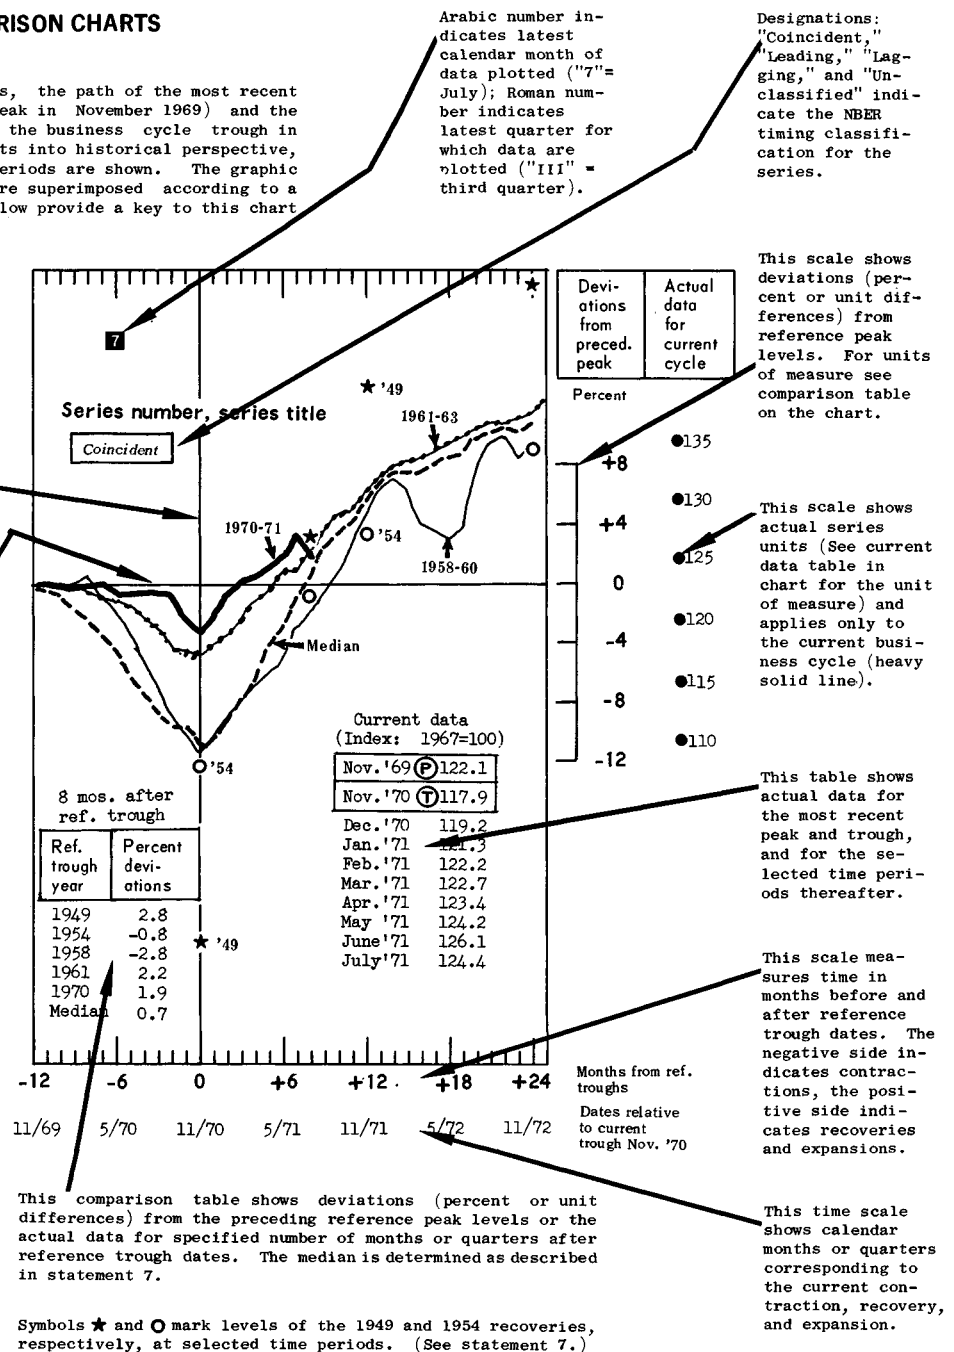 RISON CHARTS
s, the path of the most recent
eak in November 1969) and the
the business cycle trough in
ts into historical perspective,
eriods are shown. The graphic
re superimposed according to a
low provide a key to this chart
Arabic number in-
dicates latest
calendar month of
data plotted ("7"=
July); Roman num-
ber indicates
latest quarter for
which data are
plotted ("III" =
third quarter).
Designations:
"Coincident,"
"Leading," "Lag-
ging," and "Un-
classified" indi-
cate the NBER
timing classifi-
cation for the
series.
7
Series number, series title
Coincident
'49
1961-63
1970-71
'54
1958-60
Median
'54
'49
Devi-
ations
from
preced.
peak
Actual
data
for
current
cycle
Percent
+8
+4
0
-4
-8
-12
135
130
125
120
115
110
This scale shows
deviations (per-
cent or unit dif-
ferences) from
reference peak
levels. For units
of measure see
comparison table
on the chart.
This scale shows
actual series
units (See current
data table in
chart for the unit
of measure) and
applies only to
the current busi-
ness cycle (heavy
solid line).
Current data
(Index: 1967=100)
Nov.'69 P 122.1
Nov.'70 T 117.9
Dec.'70 119.2
Jan.'71 121.3
Feb.'71 122.2
Mar.'71 122.7
Apr.'71 123.4
May '71 124.2
June'71 126.1
July'71 124.4
8 mos. after
ref. trough
Ref.
trough
year
Percent
devi-
ations
1949 2.8
1954 -0.8
1958 -2.8
1961 2.2
1970 1.9
Median 0.7
This table shows
actual data for
the most recent
peak and trough,
and for the se-
lected time peri-
ods thereafter.
This scale mea-
sures time in
months before and
after reference
trough dates. The
negative side in-
dicates contrac-
tions, the posi-
tive side indi-
cates recoveries
and expansions.
-12 -6 0 +6 +12 +18 +24
Months from ref.
troughs
11/69 5/70 11/70 5/71 11/71 5/72 11/72
Dates relative
to current
trough Nov. '70
This comparison table shows deviations (percent or unit
differences) from the preceding reference peak levels or the
actual data for specified number of months or quarters after
reference trough dates. The median is determined as described
in statement 7.
This time scale
shows calendar
months or quarters
corresponding to
the current con-
traction, recovery,
and expansion.
Symbols ★ and O mark levels of the 1949 and 1954 recoveries,
respectively, at selected time periods. (See statement 7.)